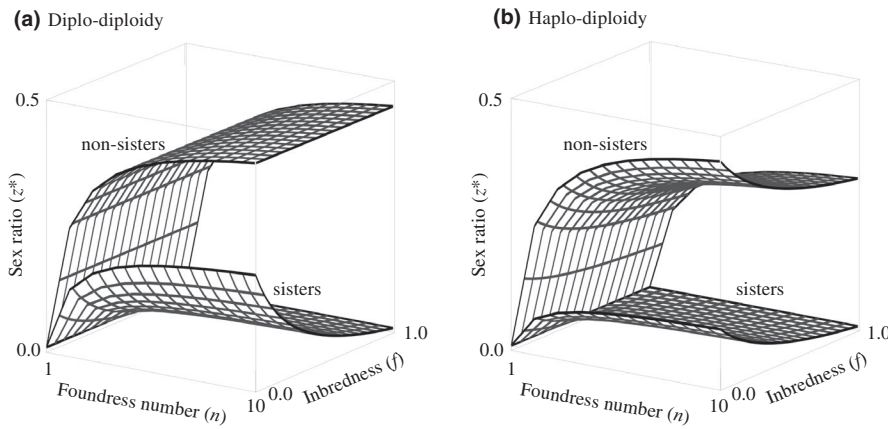 (a) Diplo-diploidy
0.5
non-sisters
Sex ratio (z*)
sisters
0.0
1
Foundress number (n)
10
0.0
Inbredness (f)
1.0
(b) Haplo-diploidy
0.5
non-sisters
Sex ratio (z*)
sisters
0.0
1
Foundress number (n)
10
0.0
Inbredness (f)
1.0